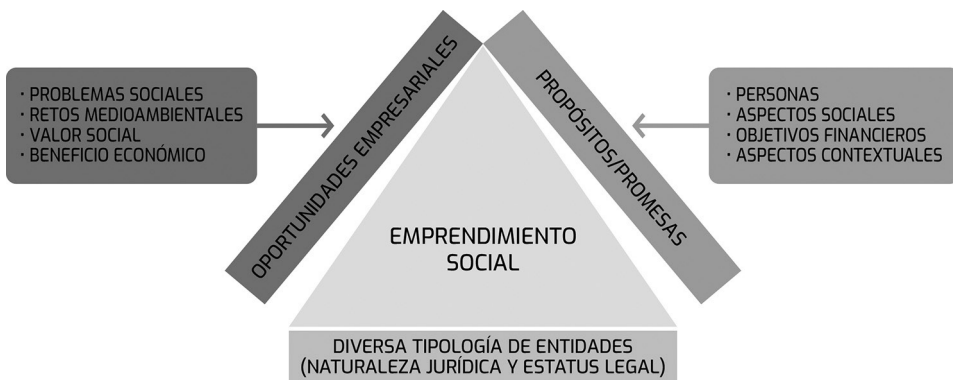 · PROBLEMAS SOCIALES
· RETOS MEDIOAMBIENTALES
· VALOR SOCIAL
· BENEFICIO ECONÓMICO
OPORTUNIDADES EMPRESARIALES
PROPÓSITOS/PROMESAS
· PERSONAS
· ASPECTOS SOCIALES
· OBJETIVOS FINANCIEROS
· ASPECTOS CONTEXTUALES
EMPRENDIMIENTO
SOCIAL
DIVERSA TIPOLOGÍA DE ENTIDADES
(NATURALEZA JURÍDICA Y ESTATUS LEGAL)